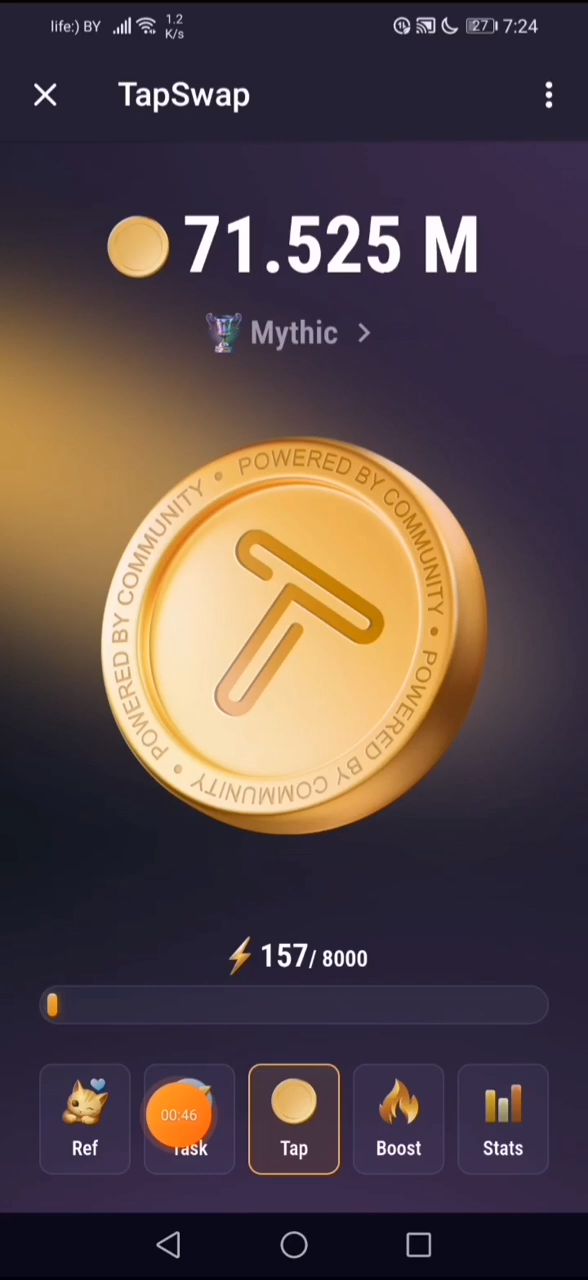 life:) BY 1.2 K/s 27 7:24
TapSwap
71.525 M
Mythic
POWERED BY COMMUNITY • POWERED BY COMMUNITY • POWERED BY COMMUNITY •
157/ 8000
00:46
Ref Task Tap Boost Stats